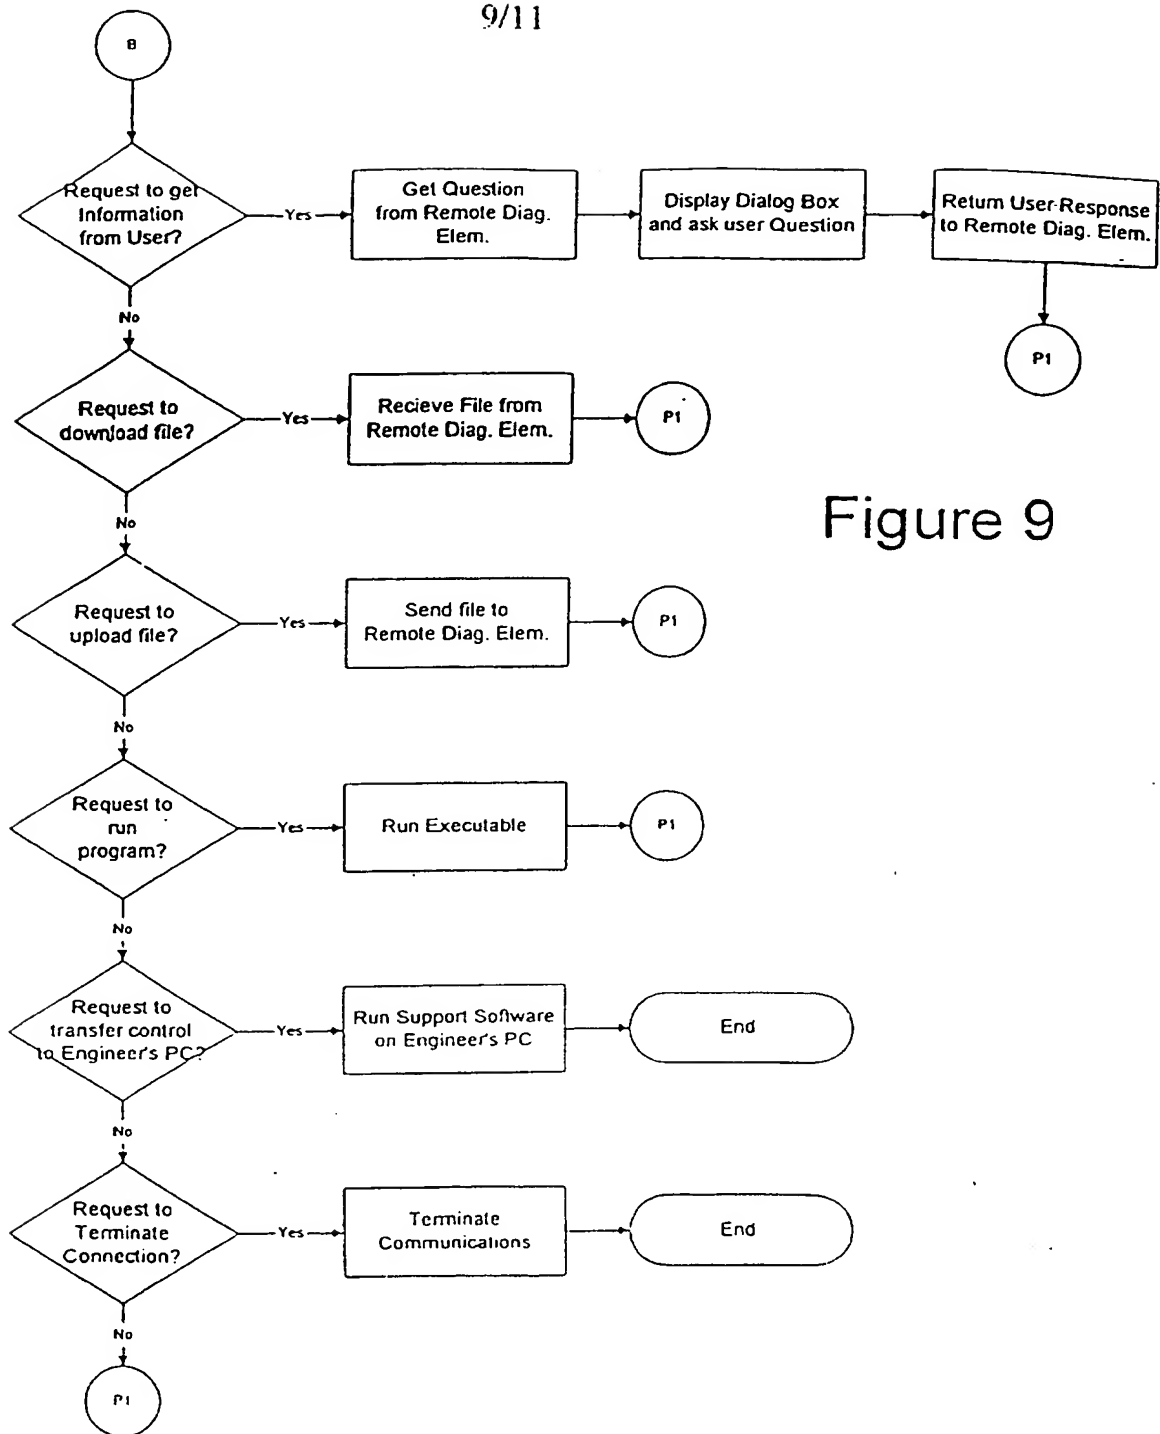 9/11
B
Request to get
Information
from User?
Yes
Get Question
from Remote Diag.
Elem.
Display Dialog Box
and ask user Question
Return User Response
to Remote Diag. Elem.
No
P1
Request to
download file?
Yes
Recieve File from
Remote Diag. Elem.
P1
Figure 9
No
Request to
upload file?
Yes
Send file to
Remote Diag. Elem.
P1
No
Request to
run
program?
Yes
Run Executable
P1
No
Request to
transfer control
to Engineer's PC?
Yes
Run Support Software
on Engineer's PC
End
No
Request to
Terminate
Connection?
Yes
Terminate
Communications
End
No
P1